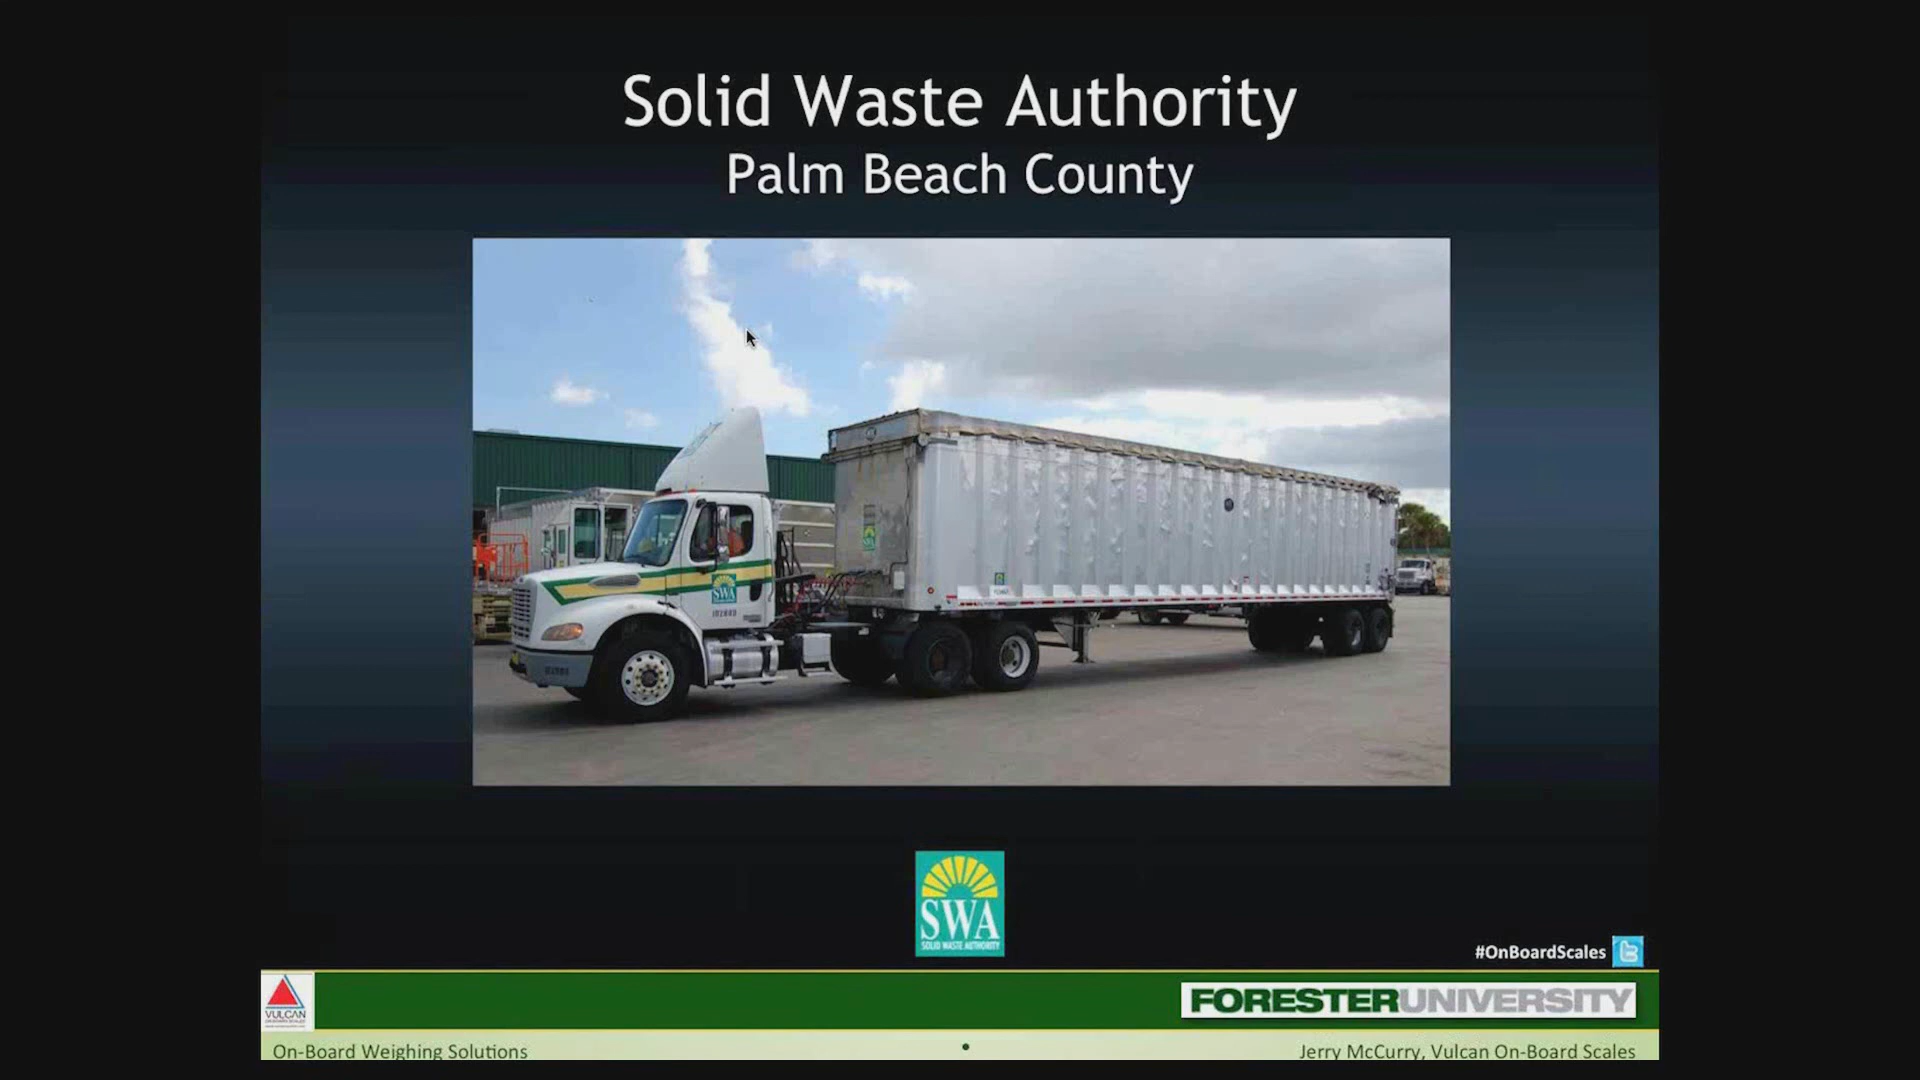 Solid Waste Authority
Palm Beach County
SWA
SWA
SOLID WASTE AUTHORITY
#OnBoardScales
VULCAN
FORESTERUNIVERSITY
On-Board Weighing Solutions
Jerry McCurry, Vulcan On-Board Scales